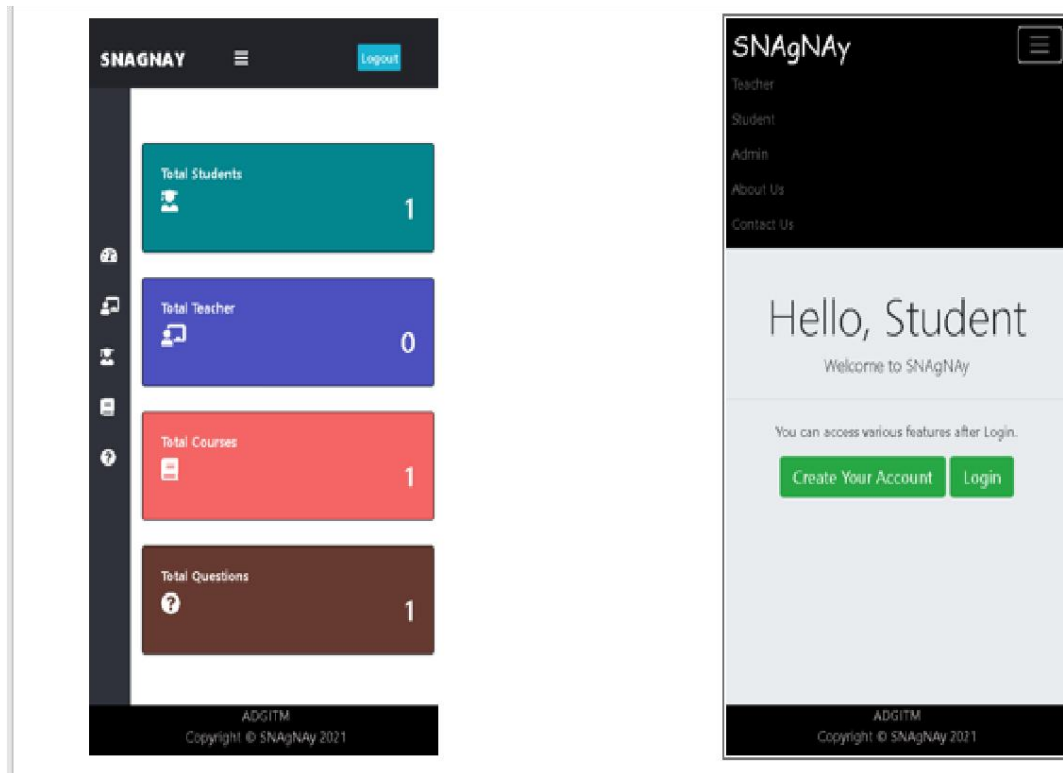 SNAGNAY
Logout
Total Students
1
Total Teacher
0
Total Courses
1
Total Questions
1
ADGITM
Copyright © SNAgNAy 2021
SNAgNAy
Teacher
Student
Admin
About Us
Contact Us
Hello, Student
Welcome to SNAgNAy
You can access various features after Login.
Create Your Account Login
ADGITM
Copyright © SNAgNAy 2021